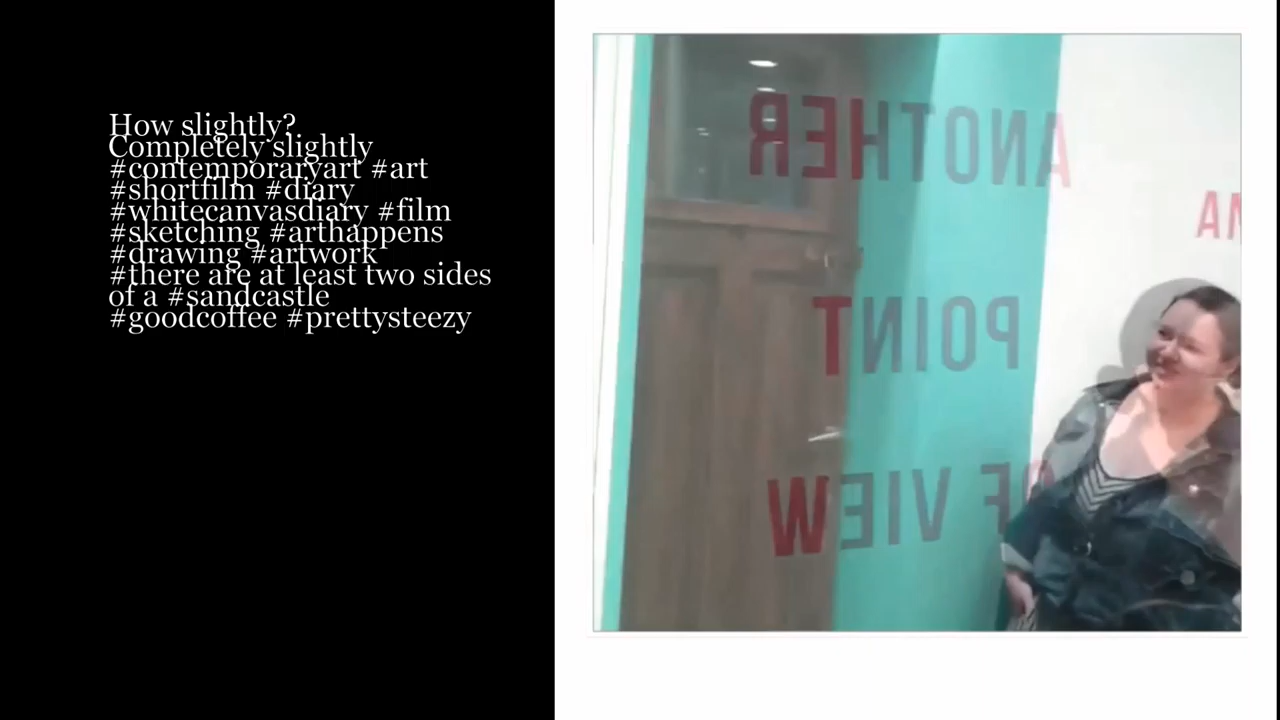 How slightly?
Completely slightly
#contemporaryart #art
#shortfilm #diary
#whitecanvasdiary #film
#sketching #arthappens
#drawing #artwork
#there are at least two sides
of a #sandcastle
#goodcoffee #prettysteezy
ANOTHER
POINT
OF VIEW